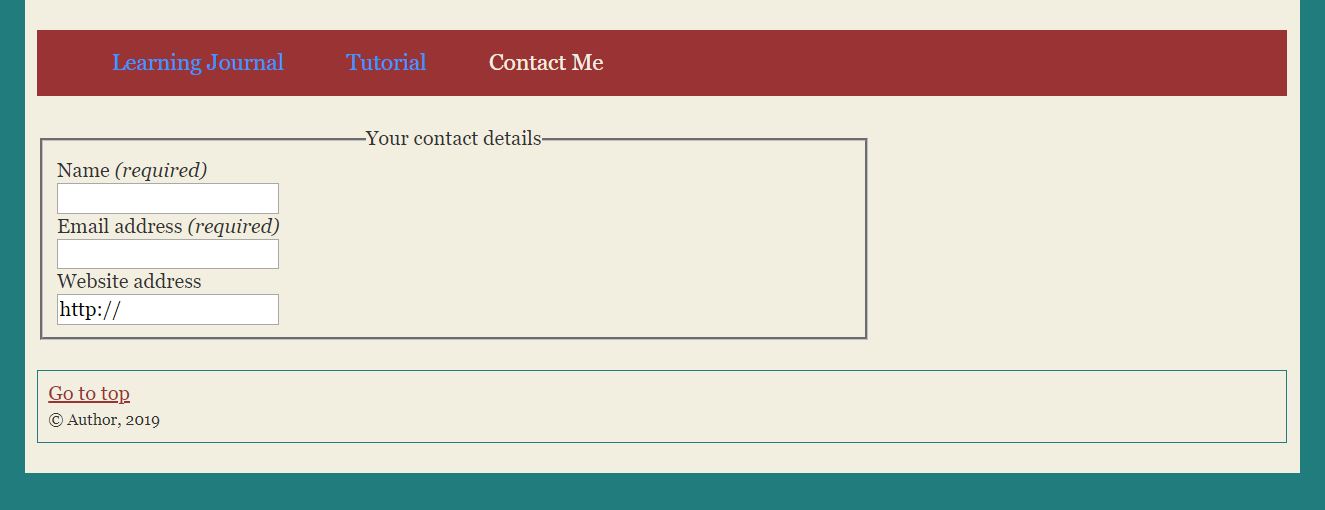 Learning Journal Tutorial Contact Me
Your contact details
Name (required)
Email address (required)
Website address
http://
Go to top
© Author, 2019